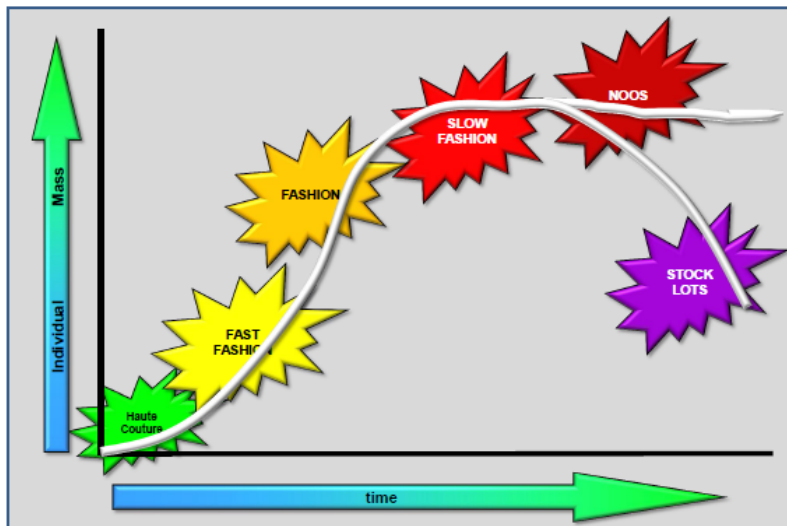 Mass
Individual
NOOS
SLOW
FASHION
FASHION
STOCK
LOTS
FAST
FASHION
Haute
Couture
time